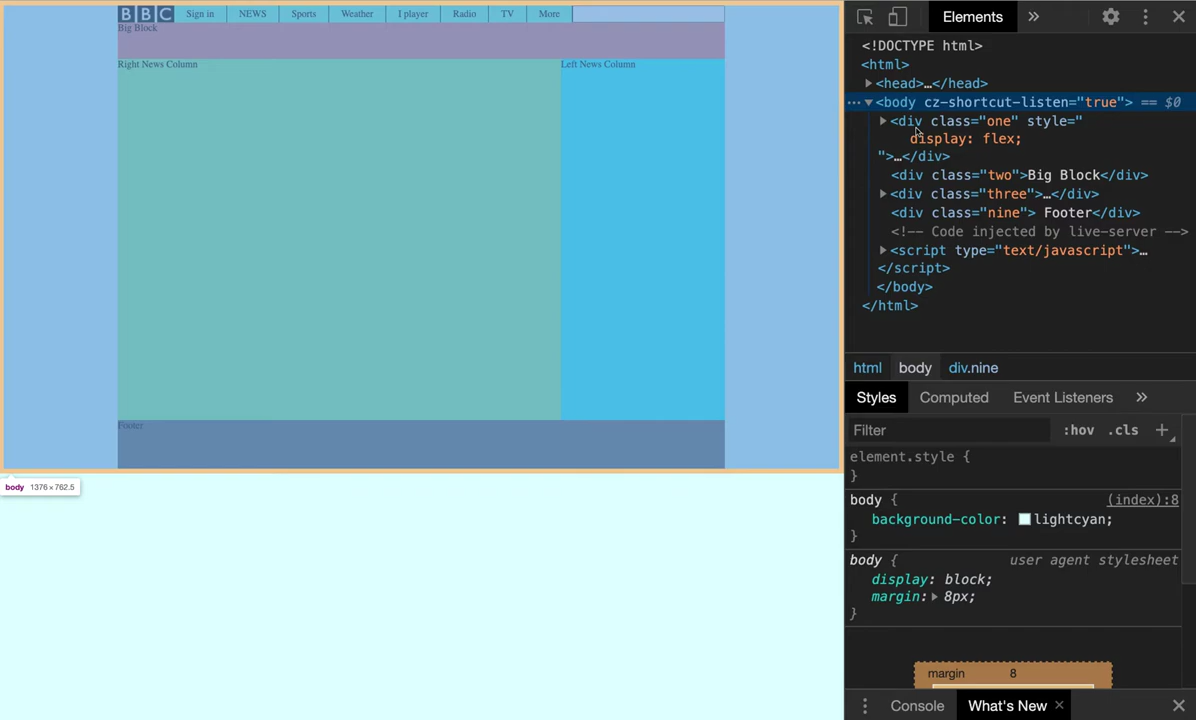 BBC Sign in NEWS Sports Weather I player Radio TV More
Big Block
Right News Column Left News Column
Footer
body 1376×762.5
Elements »
<!DOCTYPE html>
<html>
<head>…</head>
<body cz-shortcut-listen="true"> == $0
<div class="one" style="
display: flex;
">…</div>
<div class="two">Big Block</div>
<div class="three">…</div>
<div class="nine"> Footer</div>
<!-- Code injected by live-server -->
<script type="text/javascript">…
</script>
</body>
</html>
html body div.nine
Styles Computed Event Listeners »
Filter :hov .cls +
element.style {
}
body { (index):8
background-color: lightcyan;
}
body { user agent stylesheet
display: block;
margin: 8px;
}
margin 8
Console What's New ×